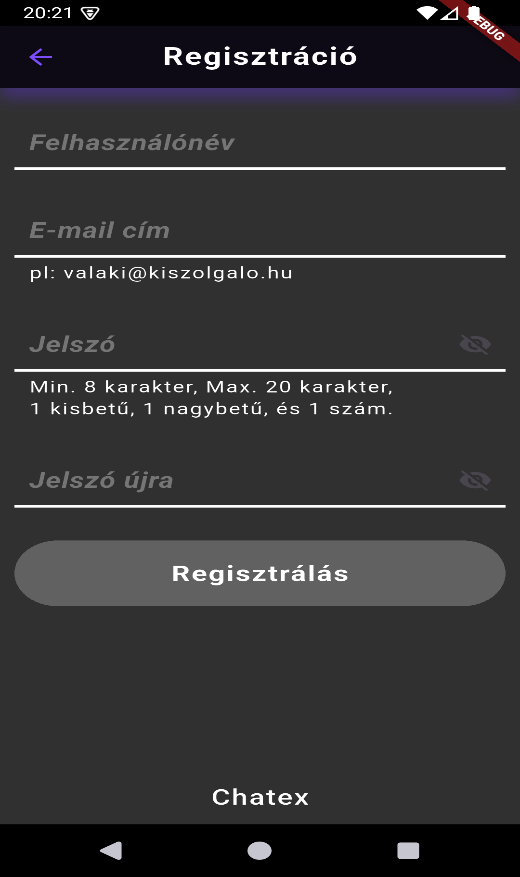 20:21
DEBUG
Regisztráció
Felhasználónév
E-mail cím
pl: valaki@kiszolgalo.hu
Jelszó
Min. 8 karakter, Max. 20 karakter,
1 kisbetű, 1 nagybetű, és 1 szám.
Jelszó újra
Regisztrálás
Chatex